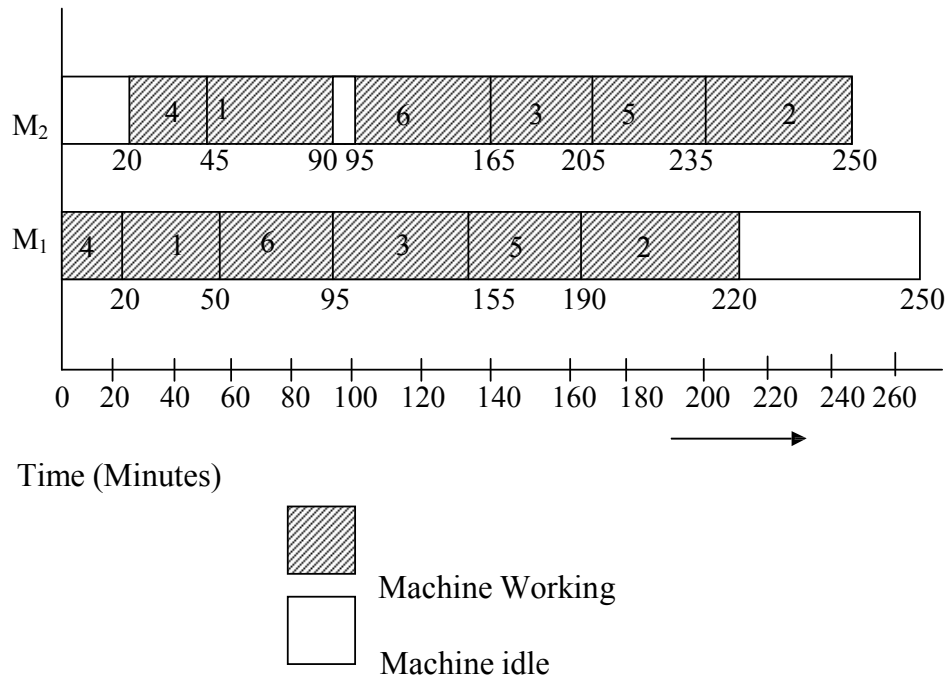 4 1 6 3 5 2
M₂
20 45 90 95 165 205 235 250
M₁ 4 1 6 3 5 2
20 50 95 155 190 220 250
0 20 40 60 80 100 120 140 160 180 200 220 240 260
Time (Minutes)
Machine Working
Machine idle